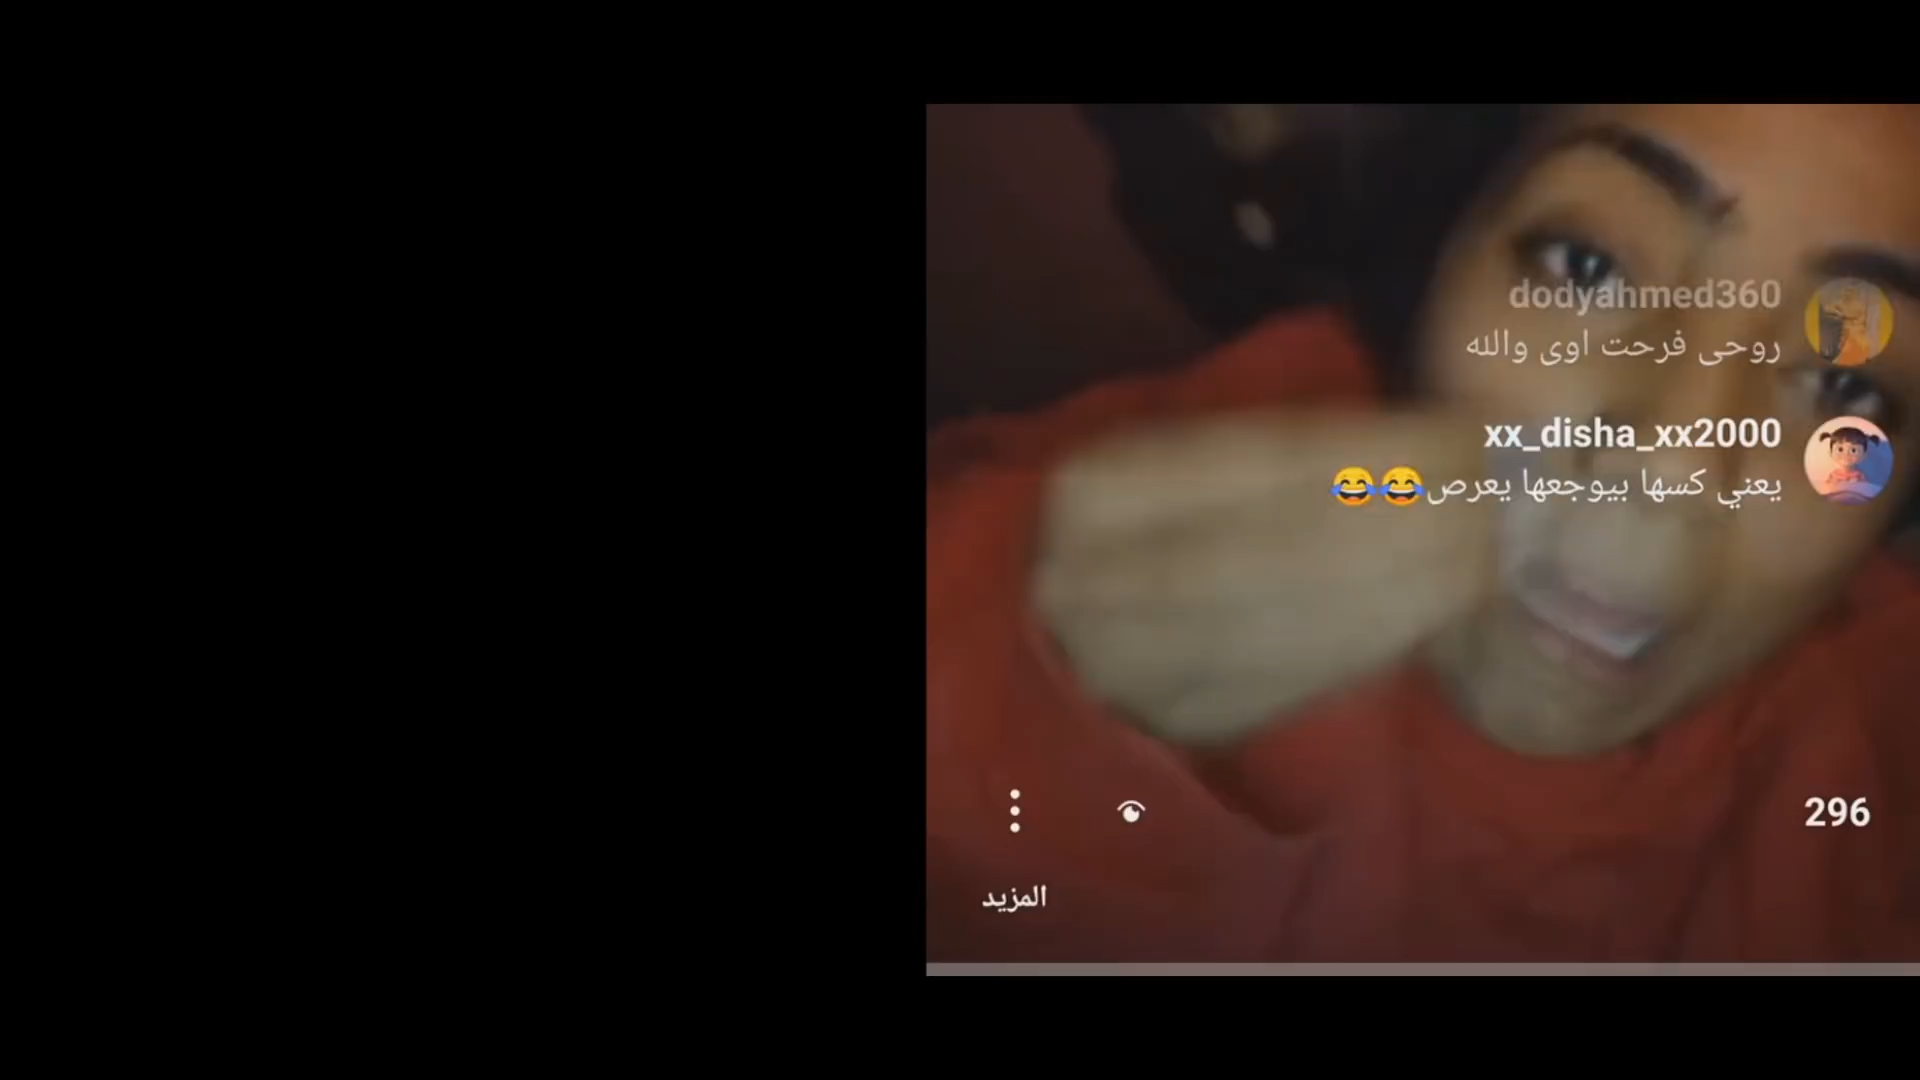 dodyahmed360
روحى فرحت اوى والله
xx_disha_xx2000
يعني كسها بيوجعها يعرص😂😂
296
المزيد